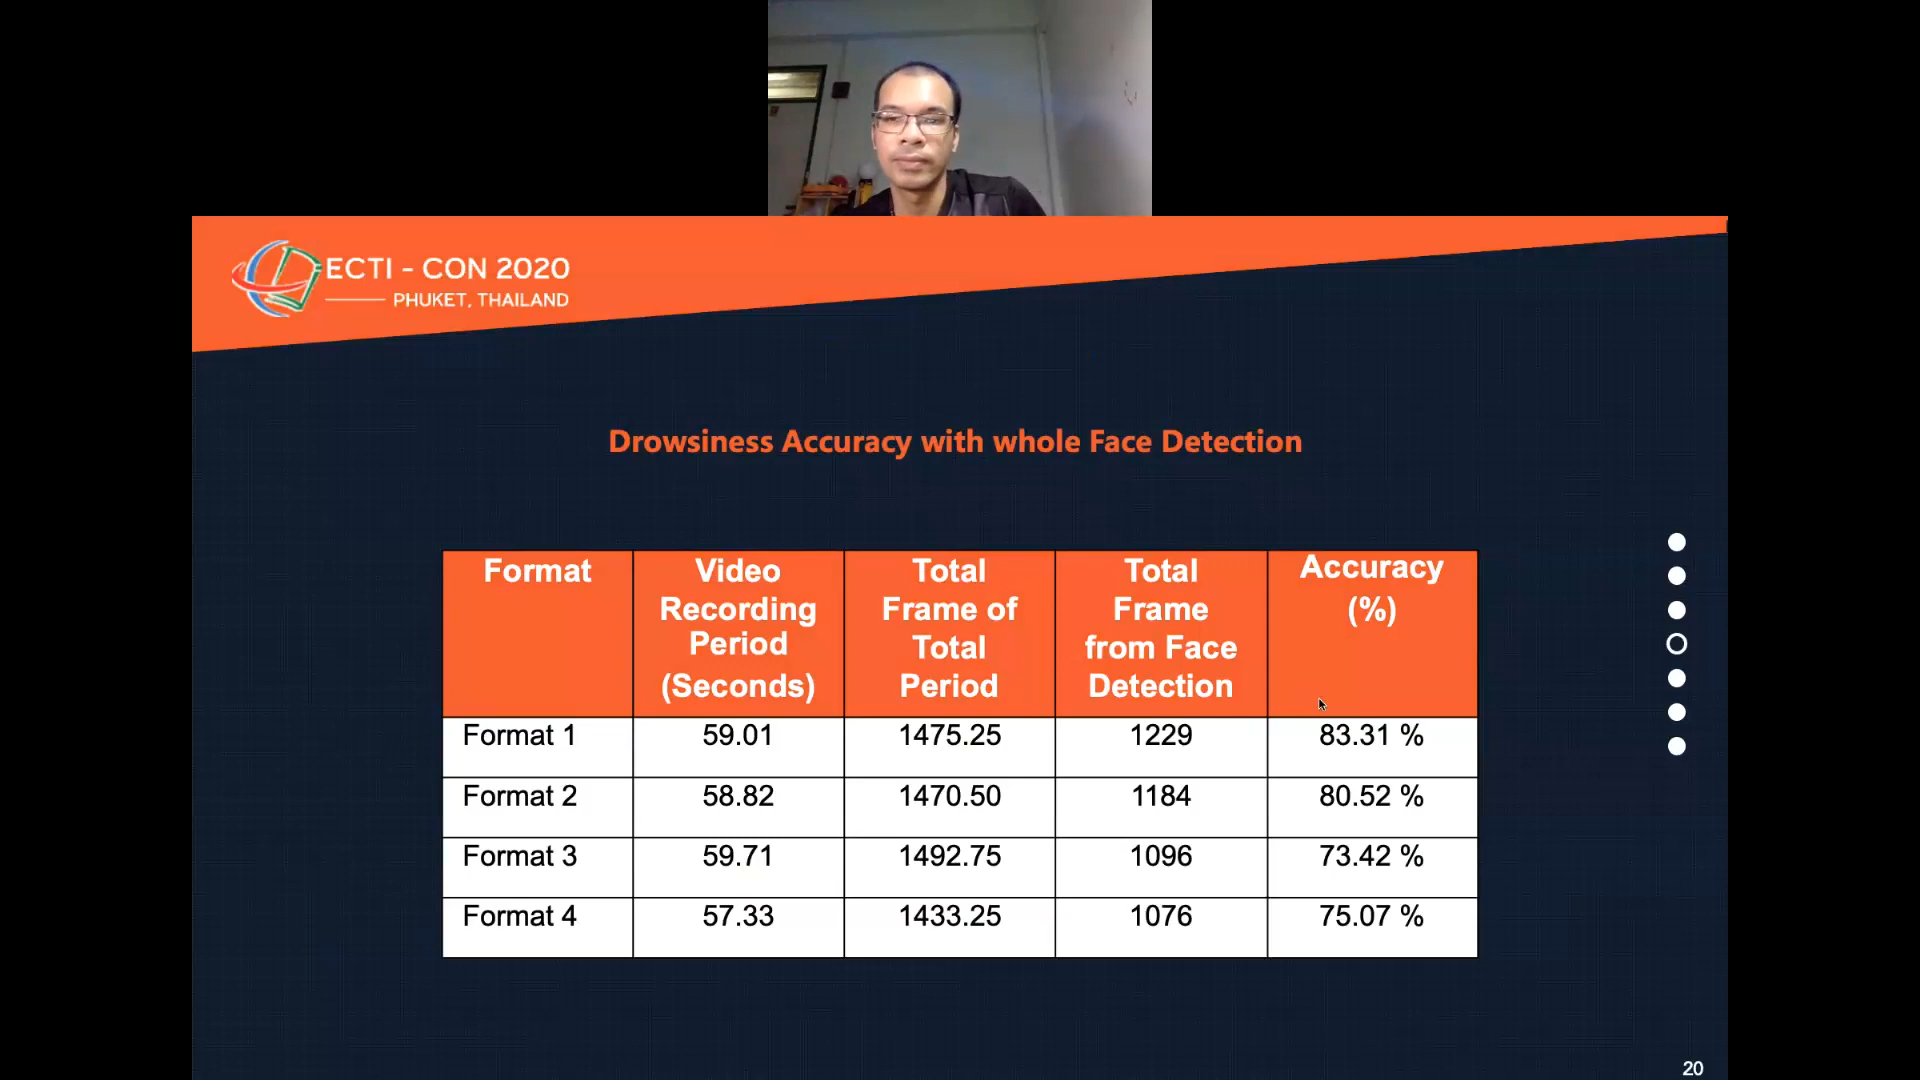 ECTI - CON 2020
PHUKET, THAILAND
Drowsiness Accuracy with whole Face Detection
Format
Video
Recording
Period
(Seconds)
Total
Frame of
Total
Period
Total
Frame
from Face
Detection
Accuracy
(%)
Format 1 59.01 1475.25 1229 83.31 %
Format 2 58.82 1470.50 1184 80.52 %
Format 3 59.71 1492.75 1096 73.42 %
Format 4 57.33 1433.25 1076 75.07 %
20